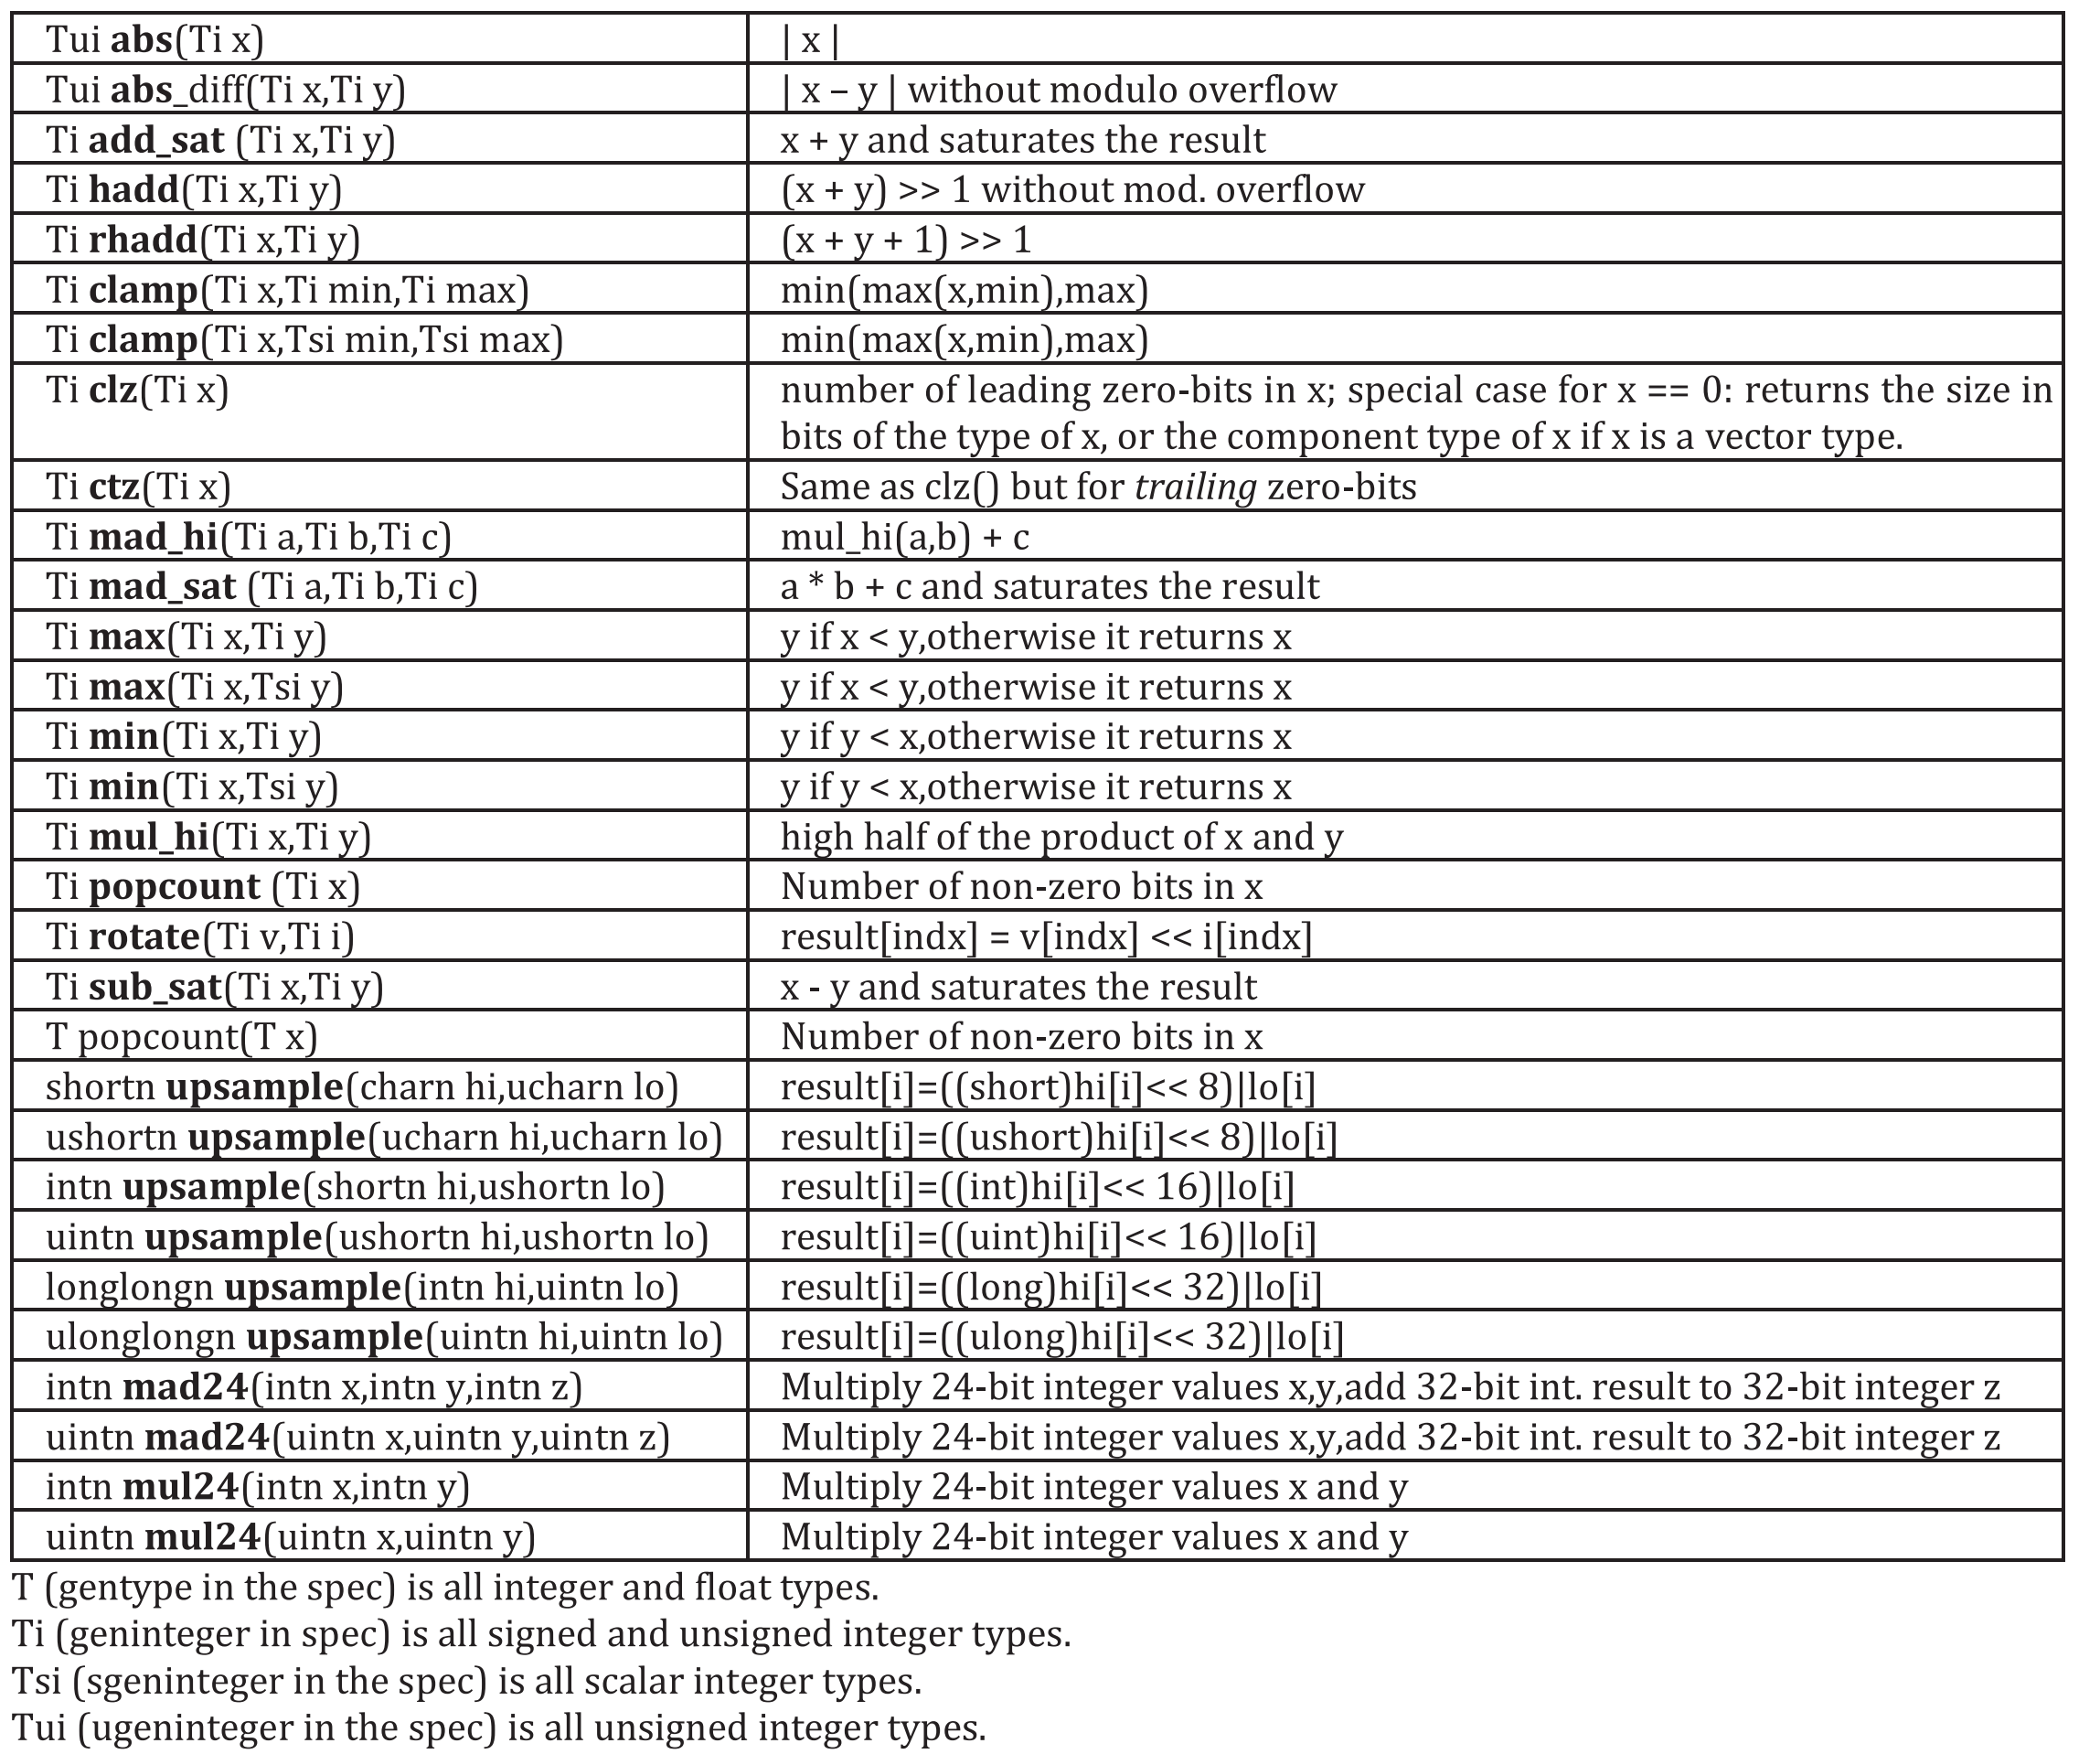 Tui abs(Ti x) | x |
Tui abs_diff(Ti x,Ti y) | x – y | without modulo overflow
Ti add_sat (Ti x,Ti y) x + y and saturates the result
Ti hadd(Ti x,Ti y) (x + y) >> 1 without mod. overflow
Ti rhadd(Ti x,Ti y) (x + y + 1) >> 1
Ti clamp(Ti x,Ti min,Ti max) min(max(x,min),max)
Ti clamp(Ti x,Tsi min,Tsi max) min(max(x,min),max)
Ti clz(Ti x) number of leading zero-bits in x; special case for x == 0: returns the size in
bits of the type of x, or the component type of x if x is a vector type.
Ti ctz(Ti x) Same as clz() but for trailing zero-bits
Ti mad_hi(Ti a,Ti b,Ti c) mul_hi(a,b) + c
Ti mad_sat (Ti a,Ti b,Ti c) a * b + c and saturates the result
Ti max(Ti x,Ti y) y if x < y,otherwise it returns x
Ti max(Ti x,Tsi y) y if x < y,otherwise it returns x
Ti min(Ti x,Ti y) y if y < x,otherwise it returns x
Ti min(Ti x,Tsi y) y if y < x,otherwise it returns x
Ti mul_hi(Ti x,Ti y) high half of the product of x and y
Ti popcount (Ti x) Number of non-zero bits in x
Ti rotate(Ti v,Ti i) result[indx] = v[indx] << i[indx]
Ti sub_sat(Ti x,Ti y) x - y and saturates the result
T popcount(T x) Number of non-zero bits in x
shortn upsample(charn hi,ucharn lo) result[i]=((short)hi[i]<< 8)|lo[i]
ushortn upsample(ucharn hi,ucharn lo) result[i]=((ushort)hi[i]<< 8)|lo[i]
intn upsample(shortn hi,ushortn lo) result[i]=((int)hi[i]<< 16)|lo[i]
uintn upsample(ushortn hi,ushortn lo) result[i]=((uint)hi[i]<< 16)|lo[i]
longlongn upsample(intn hi,uintn lo) result[i]=((long)hi[i]<< 32)|lo[i]
ulonglongn upsample(uintn hi,uintn lo) result[i]=((ulong)hi[i]<< 32)|lo[i]
intn mad24(intn x,intn y,intn z) Multiply 24-bit integer values x,y,add 32-bit int. result to 32-bit integer z
uintn mad24(uintn x,uintn y,uintn z) Multiply 24-bit integer values x,y,add 32-bit int. result to 32-bit integer z
intn mul24(intn x,intn y) Multiply 24-bit integer values x and y
uintn mul24(uintn x,uintn y) Multiply 24-bit integer values x and y
T (gentype in the spec) is all integer and float types.
Ti (geninteger in spec) is all signed and unsigned integer types.
Tsi (sgeninteger in the spec) is all scalar integer types.
Tui (ugeninteger in the spec) is all unsigned integer types.